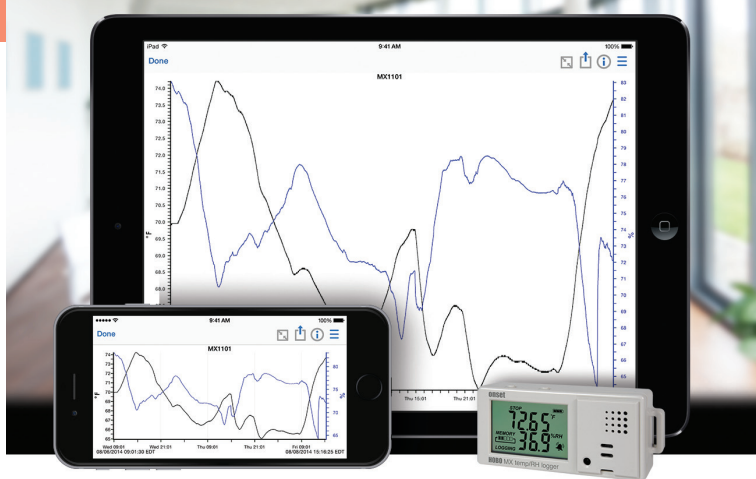 iPad 9:41 AM 100%
Done
MX1101
74.0
73.5
73.0
72.5
72.0
71.5
71.0
70.5
70.0
69.5
69.0
68.5
68.0
°F
83
82
81
80
79
78
77
76
75
74
73
72
71
70
69
68
67
66
65
%
Thu 15:01 Thu 21:01
9:41 AM 100%
Done
MX1101
74
73
72
71
70
69
68
67
66
65
°F
80
75
70
65
%
Wed 09:01 Wed 21:01 Thu 09:01 Thu 21:01 Fri 09:01
08/06/2014 09:01:30 EDT 08/08/2014 15:16:25 EDT
onset
STOP
72.65 °F
MEMORY
36.9 %RH
LOGGING
HOBO MX temp/RH logger